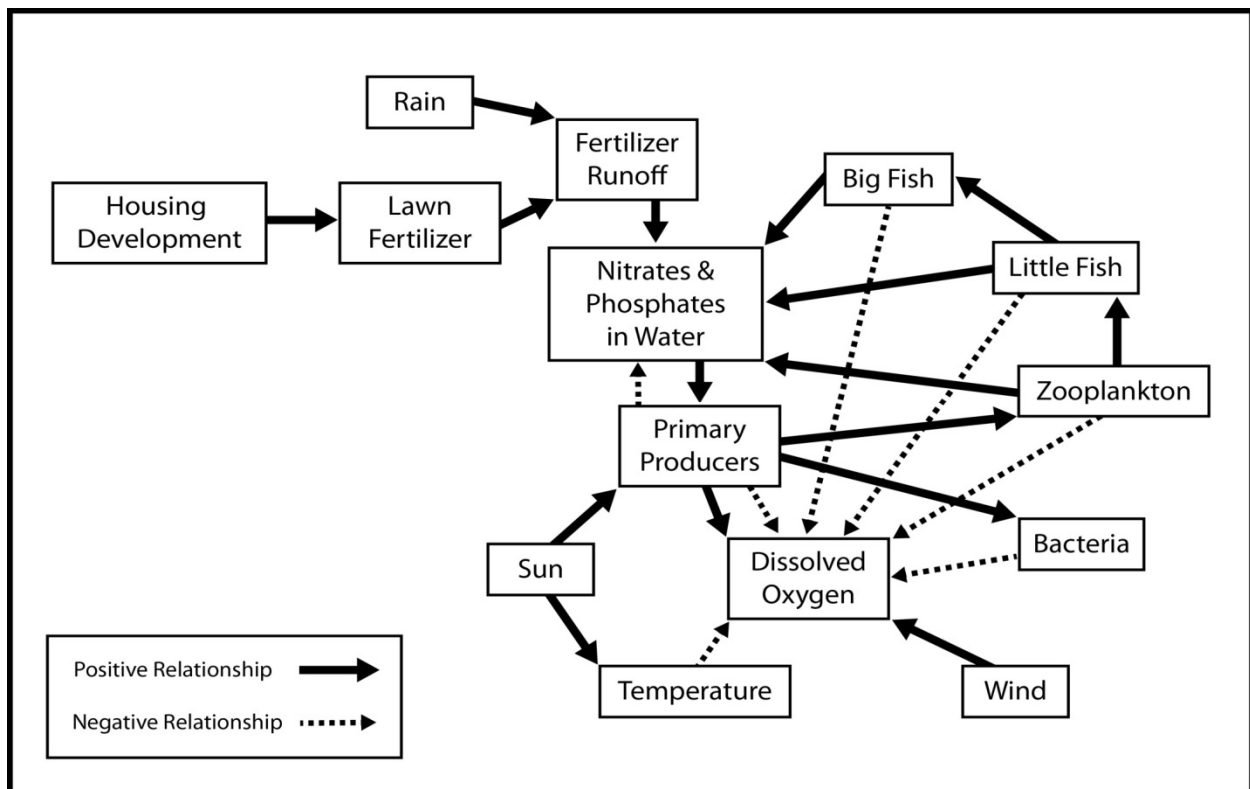 Rain
Fertilizer
Runoff
Big Fish
Housing
Development
Lawn
Fertilizer
Little Fish
Nitrates &
Phosphates
in Water
Zooplankton
Primary
Producers
Bacteria
Sun
Dissolved
Oxygen
Temperature
Wind
Positive Relationship
Negative Relationship